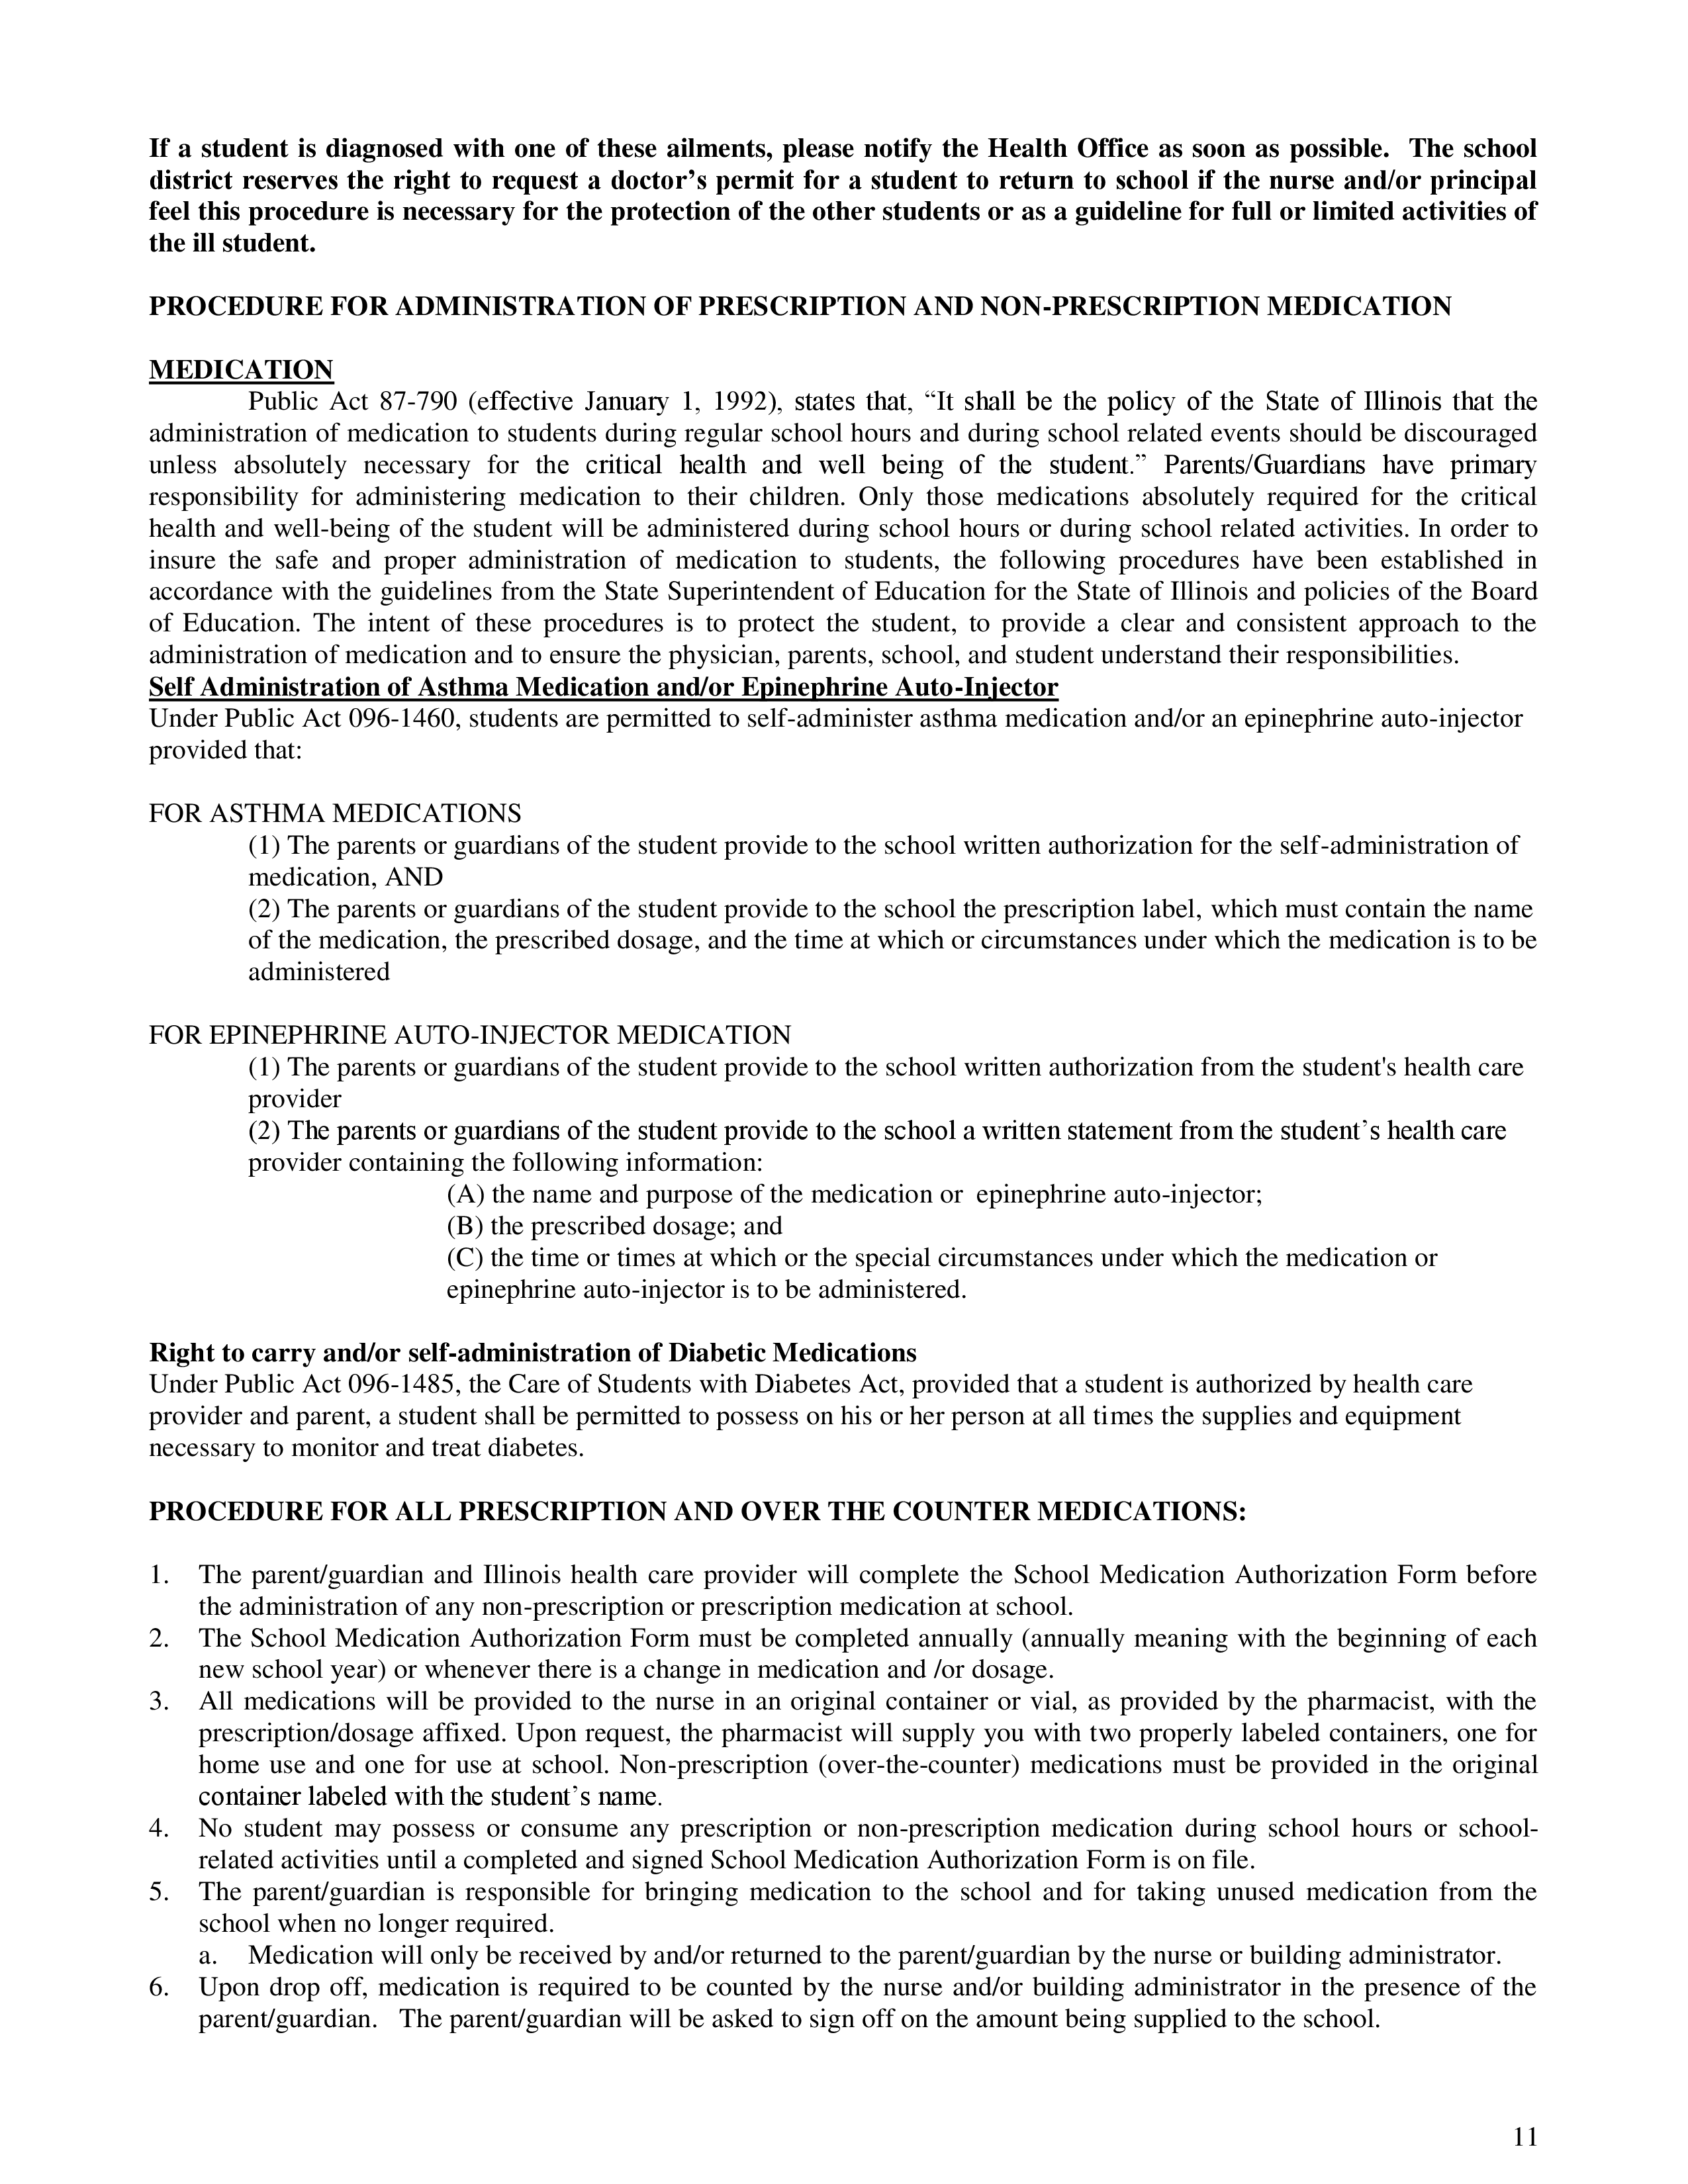 If a student is diagnosed with one of these ailments, please notify the Health Office as soon as possible.  The school
district reserves the right to request a doctor’s permit for a student to return to school if the nurse and/or principal
feel this procedure is necessary for the protection of the other students or as a guideline for full or limited activities of
the ill student.
PROCEDURE FOR ADMINISTRATION OF PRESCRIPTION AND NON-PRESCRIPTION MEDICATION
MEDICATION
Public Act 87-790 (effective January 1, 1992), states that, “It shall be the policy of the State of Illinois that the
administration of medication to students during regular school hours and during school related events should be discouraged
unless absolutely necessary for the critical health and well being of the student.” Parents/Guardians have primary
responsibility for administering medication to their children. Only those medications absolutely required for the critical
health and well-being of the student will be administered during school hours or during school related activities. In order to
insure the safe and proper administration of medication to students, the following procedures have been established in
accordance with the guidelines from the State Superintendent of Education for the State of Illinois and policies of the Board
of Education. The intent of these procedures is to protect the student, to provide a clear and consistent approach to the
administration of medication and to ensure the physician, parents, school, and student understand their responsibilities.
Self Administration of Asthma Medication and/or Epinephrine Auto-Injector
Under Public Act 096-1460, students are permitted to self-administer asthma medication and/or an epinephrine auto-injector
provided that:
FOR ASTHMA MEDICATIONS
(1) The parents or guardians of the student provide to the school written authorization for the self-administration of
medication, AND
(2) The parents or guardians of the student provide to the school the prescription label, which must contain the name
of the medication, the prescribed dosage, and the time at which or circumstances under which the medication is to be
administered
FOR EPINEPHRINE AUTO-INJECTOR MEDICATION
(1) The parents or guardians of the student provide to the school written authorization from the student's health care
provider
(2) The parents or guardians of the student provide to the school a written statement from the student’s health care
provider containing the following information:
(A) the name and purpose of the medication or  epinephrine auto-injector;
(B) the prescribed dosage; and
(C) the time or times at which or the special circumstances under which the medication or
epinephrine auto-injector is to be administered.
Right to carry and/or self-administration of Diabetic Medications
Under Public Act 096-1485, the Care of Students with Diabetes Act, provided that a student is authorized by health care
provider and parent, a student shall be permitted to possess on his or her person at all times the supplies and equipment
necessary to monitor and treat diabetes.
PROCEDURE FOR ALL PRESCRIPTION AND OVER THE COUNTER MEDICATIONS:
1. The parent/guardian and Illinois health care provider will complete the School Medication Authorization Form before
the administration of any non-prescription or prescription medication at school.
2. The School Medication Authorization Form must be completed annually (annually meaning with the beginning of each
new school year) or whenever there is a change in medication and /or dosage.
3. All medications will be provided to the nurse in an original container or vial, as provided by the pharmacist, with the
prescription/dosage affixed. Upon request, the pharmacist will supply you with two properly labeled containers, one for
home use and one for use at school. Non-prescription (over-the-counter) medications must be provided in the original
container labeled with the student’s name.
4. No student may possess or consume any prescription or non-prescription medication during school hours or school-
related activities until a completed and signed School Medication Authorization Form is on file.
5. The parent/guardian is responsible for bringing medication to the school and for taking unused medication from the
school when no longer required.
a. Medication will only be received by and/or returned to the parent/guardian by the nurse or building administrator.
6. Upon drop off, medication is required to be counted by the nurse and/or building administrator in the presence of the
parent/guardian.   The parent/guardian will be asked to sign off on the amount being supplied to the school.
11